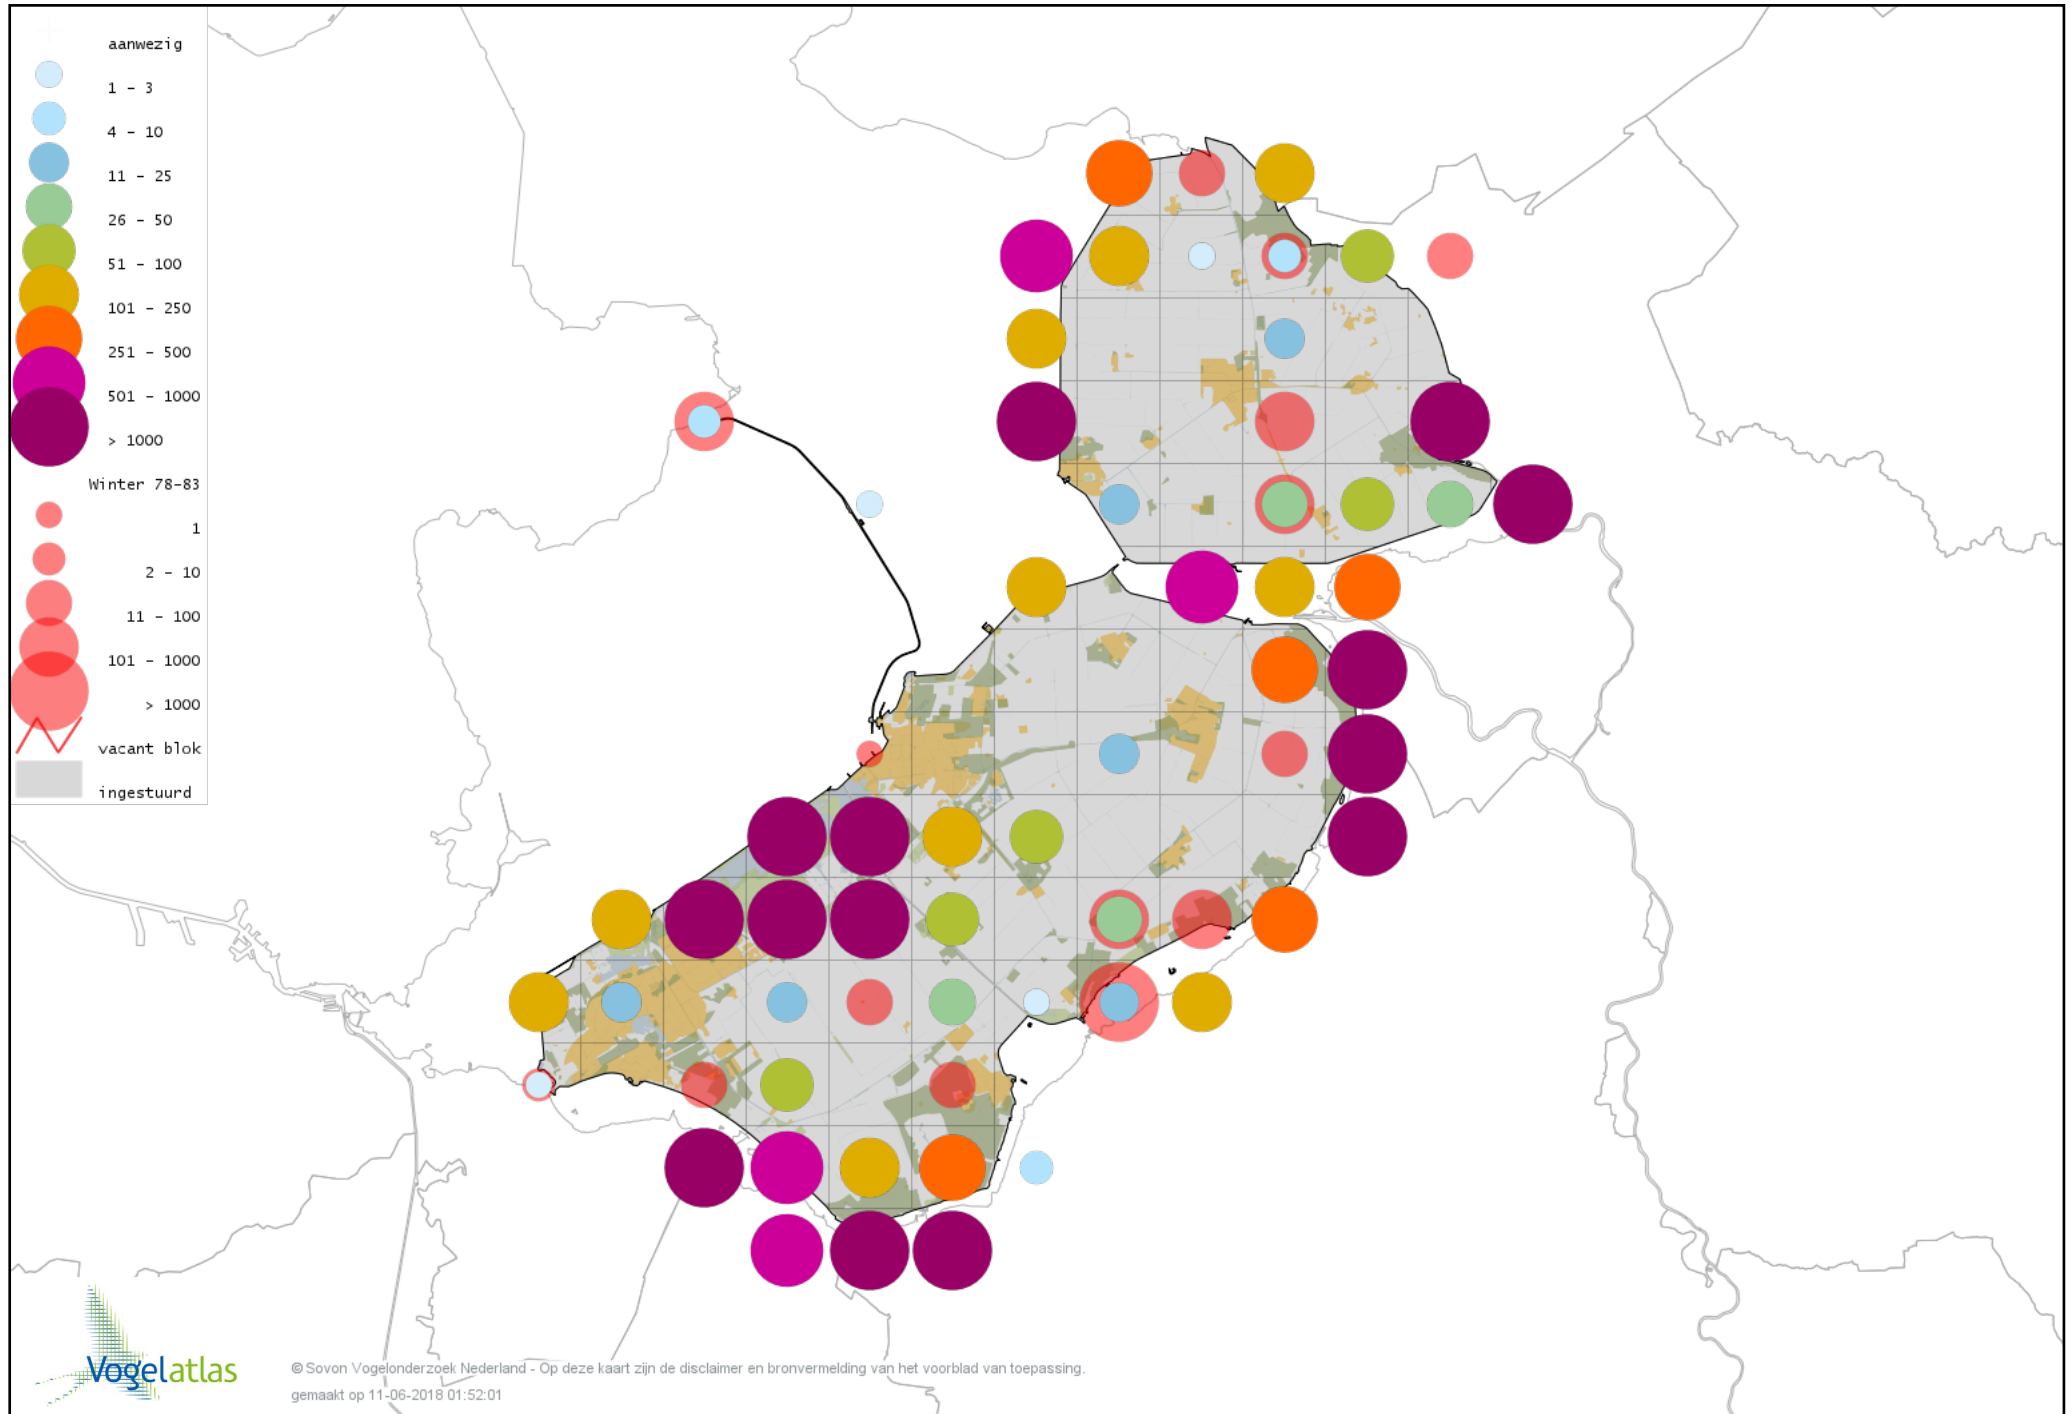 aanwezig
1 - 3
4 - 10
11 - 25
26 - 50
51 - 100
101 - 250
251 - 500
501 - 1000
> 1000
Winter 78-83
1
2 - 10
11 - 100
101 - 1000
> 1000
vacant blok
ingestuurd
Vogelatlas
© Sovon Vogelonderzoek Nederland - Op deze kaart zijn de disclaimer en bronvermelding van het voorblad van toepassing.
gemaakt op 11-06-2018 01:52:01